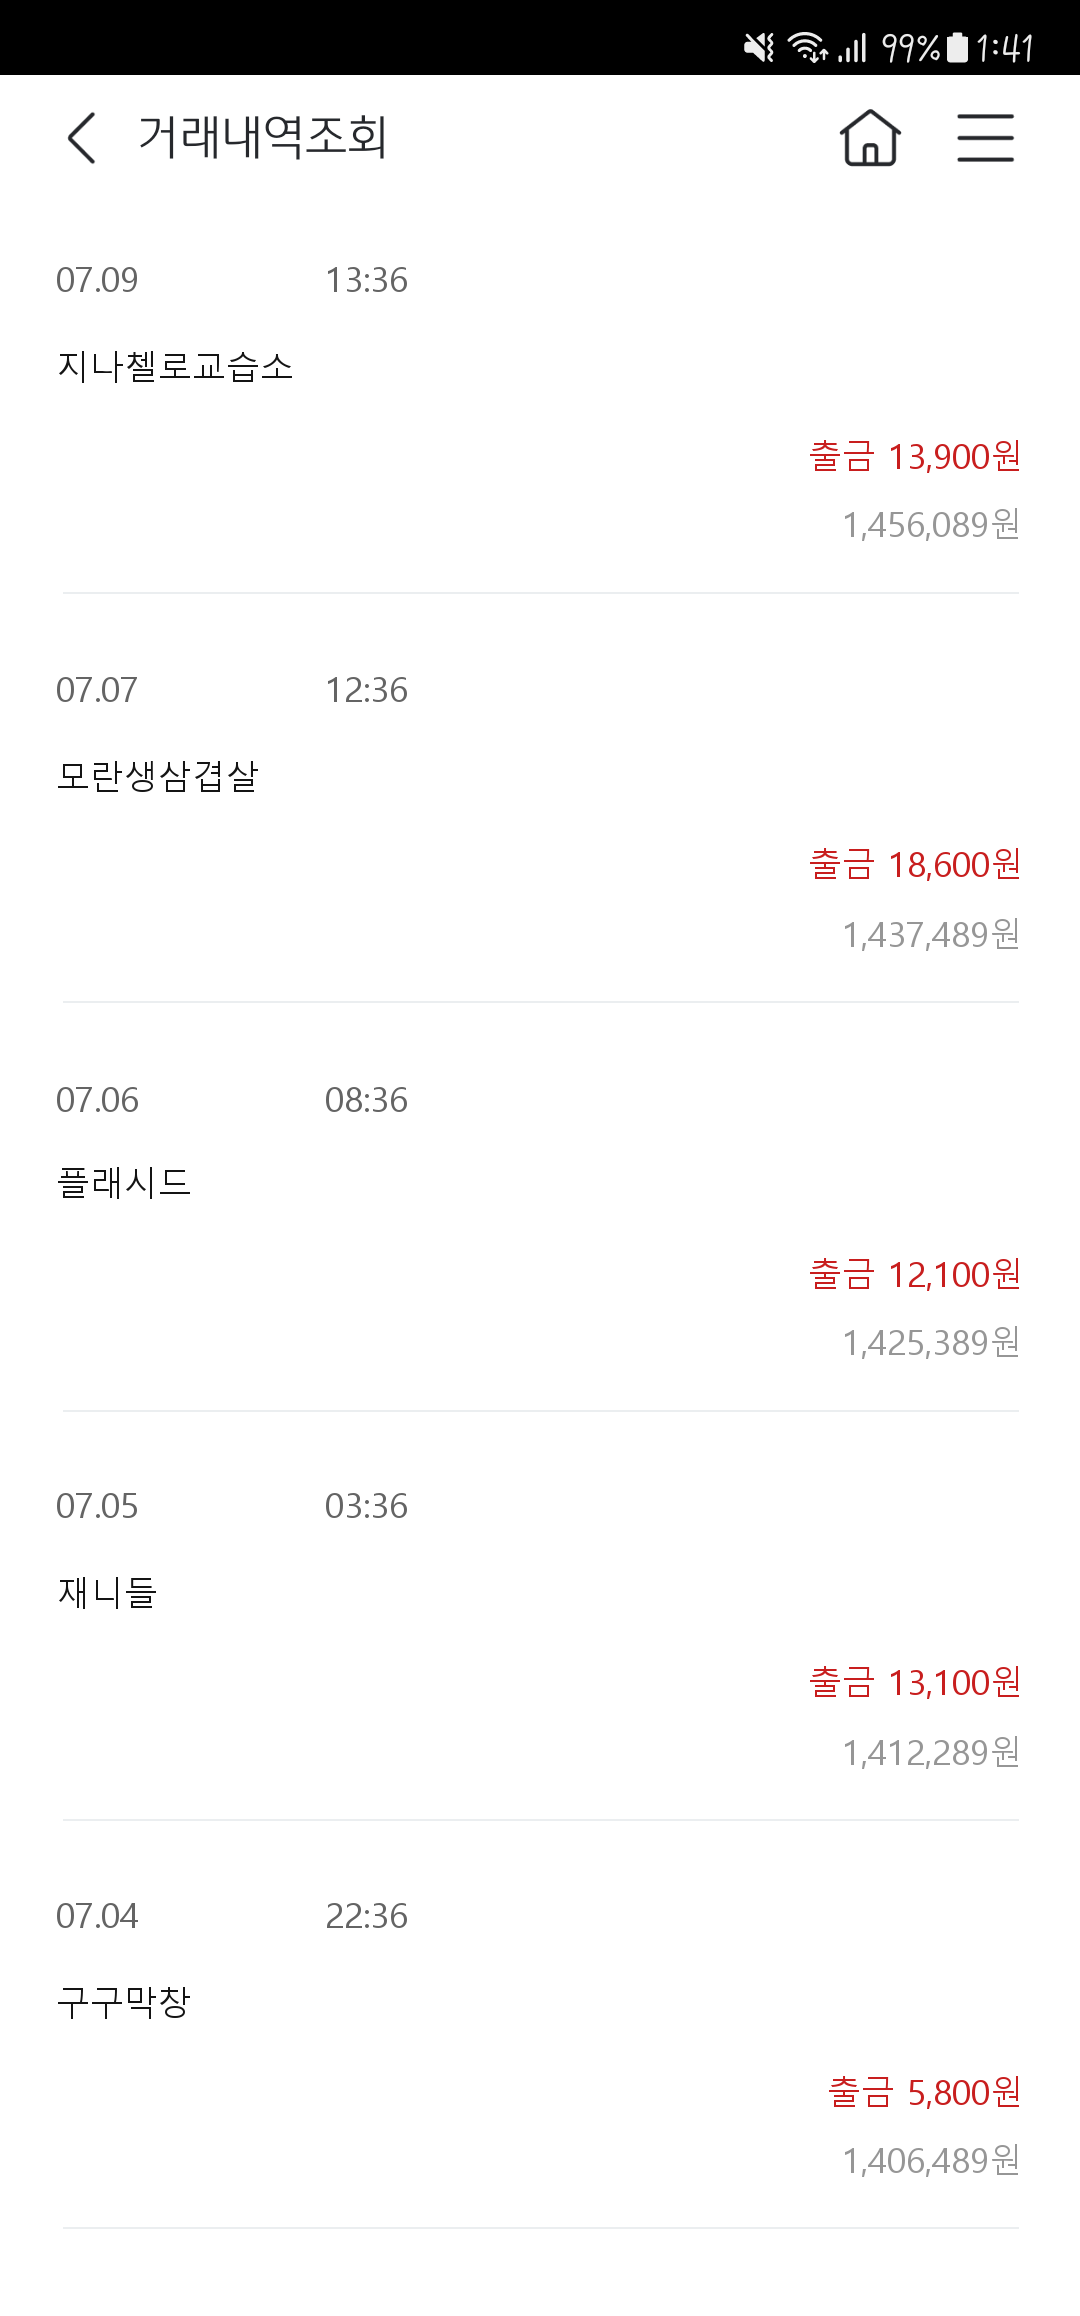 99% 1:41
거래내역조회
07.09 13:36
지나첼로교습소
출금 13,900원
1,456,089원
07.07 12:36
모란생삼겹살
출금 18,600원
1,437,489원
07.06 08:36
플래시드
출금 12,100원
1,425,389원
07.05 03:36
재니들
출금 13,100원
1,412,289원
07.04 22:36
구구막창
출금 5,800원
1,406,489원